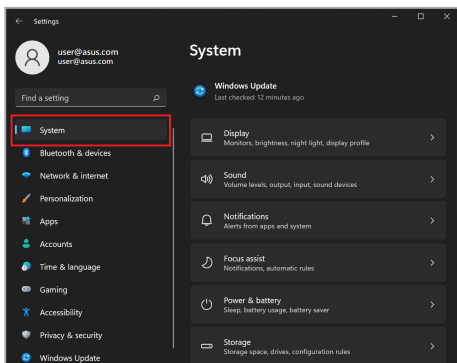 Settings
user@asus.com
user@asus.com
Find a setting
System
Bluetooth & devices
Network & internet
Personalization
Apps
Accounts
Time & language
Gaming
Accessibility
Privacy & security
Windows Update
System
Windows Update
Last checked: 12 minutes ago
Display
Monitors, brightness, night light, display profile
Sound
Volume levels, output, input, sound devices
Notifications
Alerts from apps and system
Focus assist
Notifications, automatic rules
Power & battery
Sleep, battery usage, battery saver
Storage
Storage space, drives, configuration rules